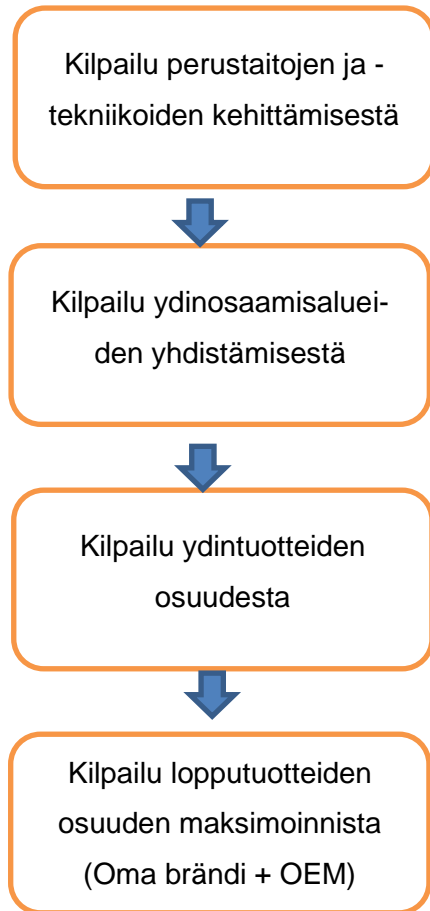 Kilpailu perustaitojen ja -
tekniikoiden kehittämisestä
Kilpailu ydinosaamisaluei-
den yhdistämisestä
Kilpailu ydintuotteiden
osuudesta
Kilpailu lopputuotteiden
osuuden maksimoinnista
(Oma brändi + OEM)